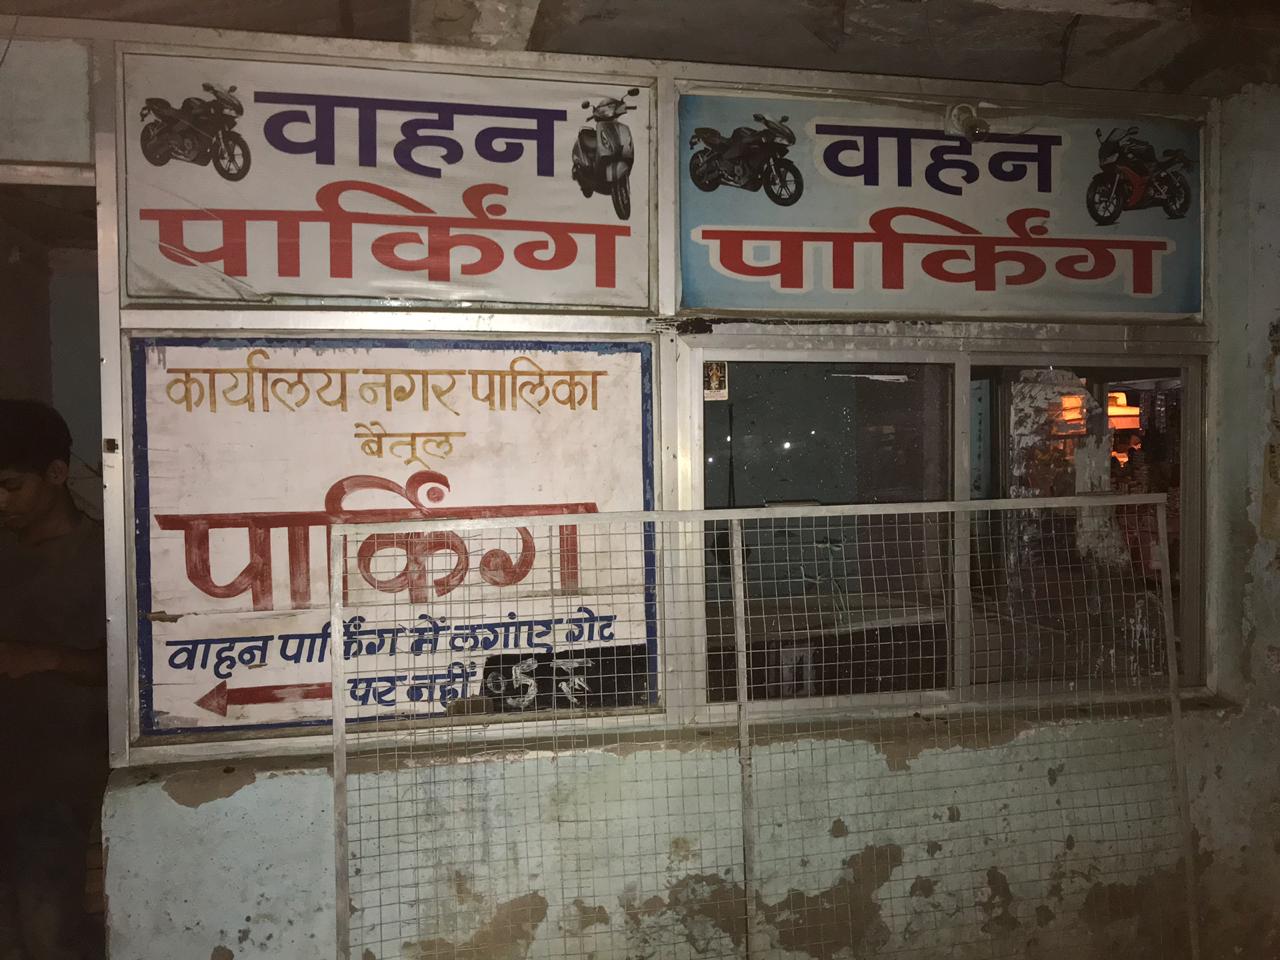 वाहन
पार्किंग
वाहन
पार्किंग
कार्यालय नगर पालिका
बैतूल
पार्किंग
वाहन पार्किंग में लगांए गेट
पर नहीं